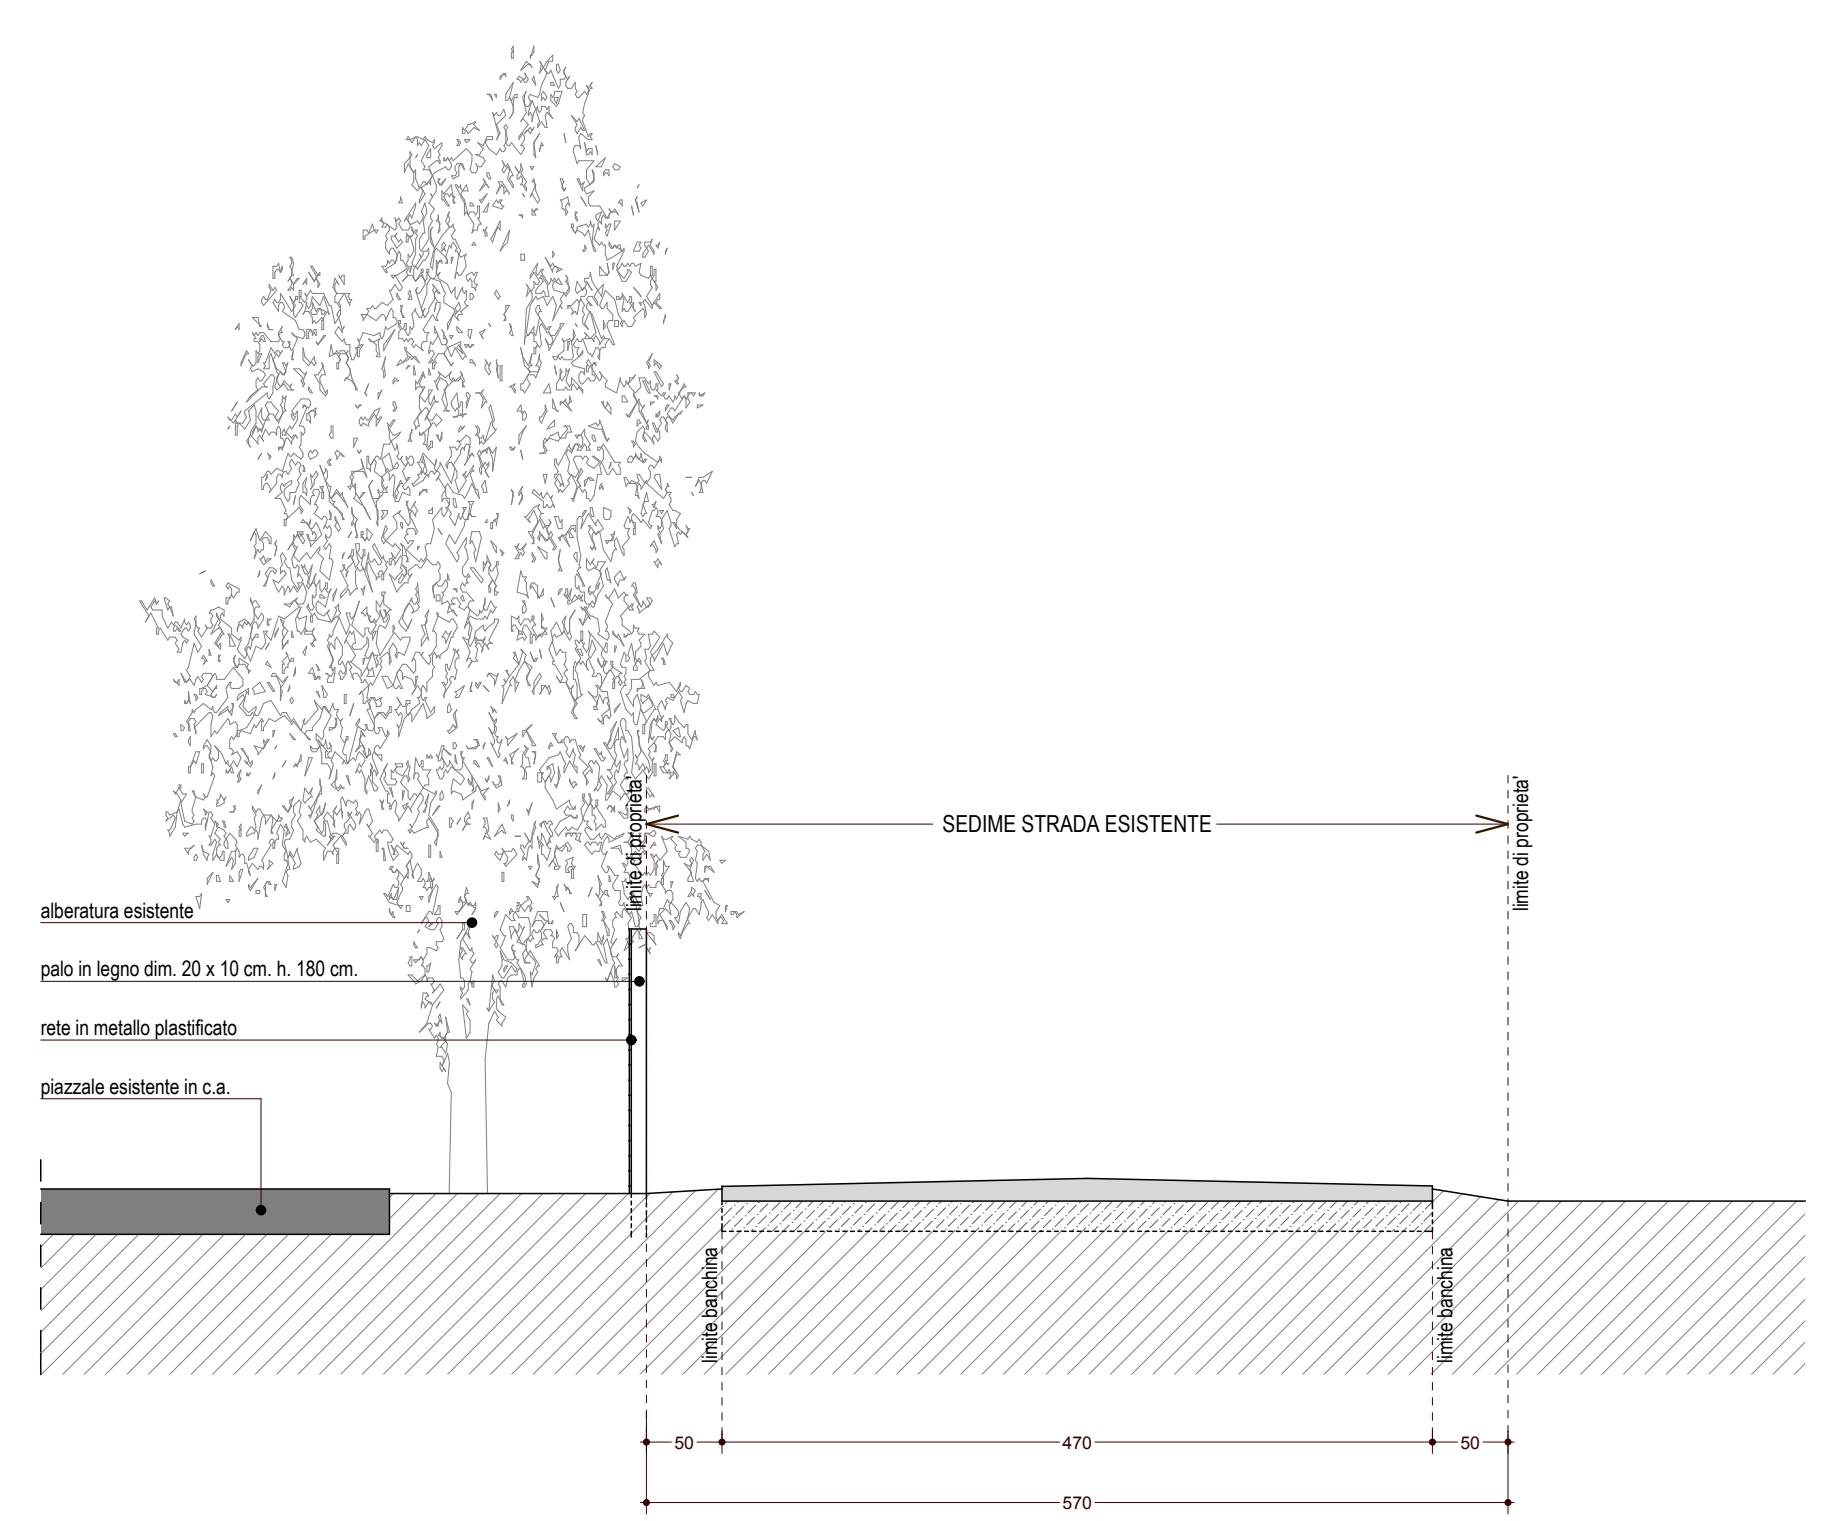 limite di proprieta'
SEDIME STRADA ESISTENTE
limite di proprieta'
alberatura esistente
palo in legno dim. 20 x 10 cm. h. 180 cm.
rete in metallo plastificato
piazzale esistente in c.a.
limite banchina
limite banchina
50
470
50
570